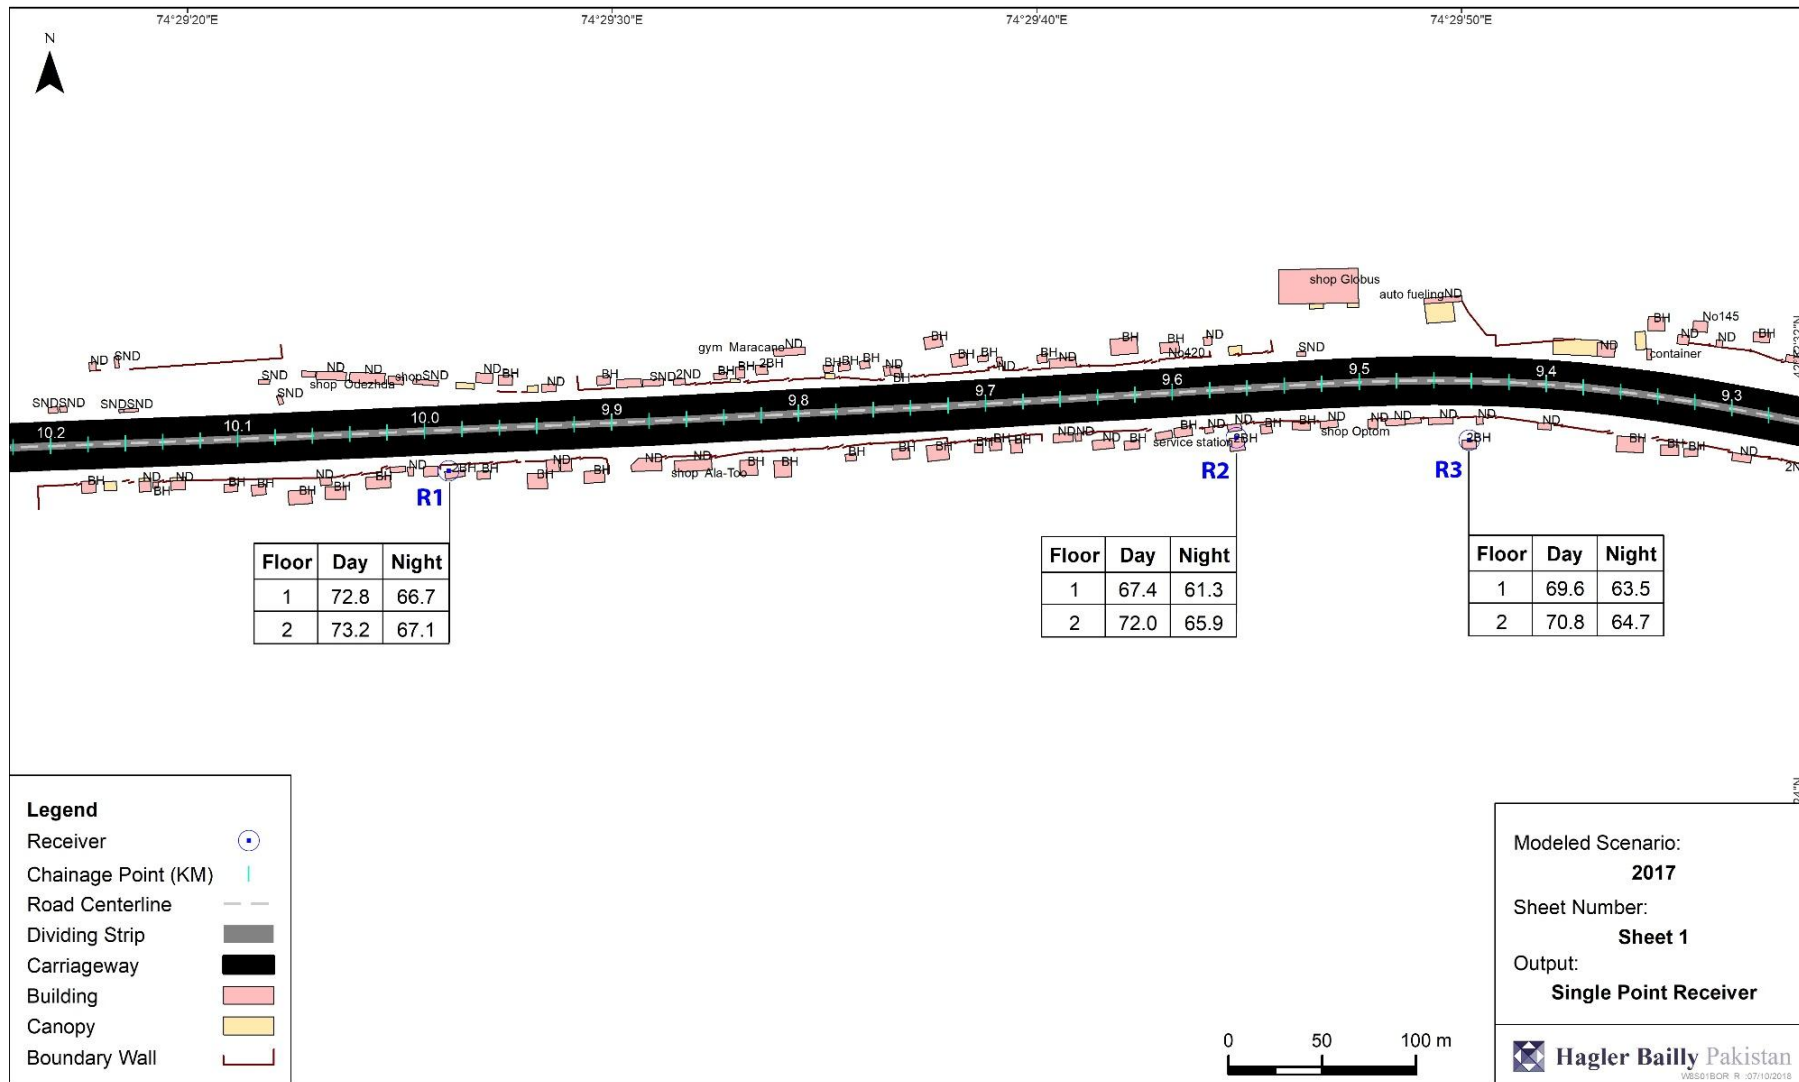 74°29'20"E 74°29'30"E 74°29'40"E 74°29'50"E
N
shop Globus
auto fueling ND
BH No145
ND ND BH
container
ND
BH BH ND
No420
SND
gym Maracano ND
BH
BH BH 2BH
BH BH BH ND
BH
ND
BH ND
ND SND
SND ND ND shop SND ND BH ND
shop Odezhda
BH SND 2ND
SNDSND SNDSND SND
10.2 10.1 10.0 9.9 9.8 9.7 9.6 9.5 9.4 9.3
BH ND BH ND BH BH ND BH BH BH ND 2BH BH BH ND BH
ND ND BH BH
shop Ala-Too
BH BH BH BH BH BH NDND ND BH BH ND ND
service station 2BH
BH BH ND
shop Optom
ND ND ND ND 2BH
ND
BH BH BH ND
R1 R2 R3
Floor Day Night
1 72.8 66.7
2 73.2 67.1
Floor Day Night
1 67.4 61.3
2 72.0 65.9
Floor Day Night
1 69.6 63.5
2 70.8 64.7
Legend
Receiver
Chainage Point (KM)
Road Centerline
Dividing Strip
Carriageway
Building
Canopy
Boundary Wall
0 50 100 m
Modeled Scenario:
2017
Sheet Number:
Sheet 1
Output:
Single Point Receiver
Hagler Bailly Pakistan